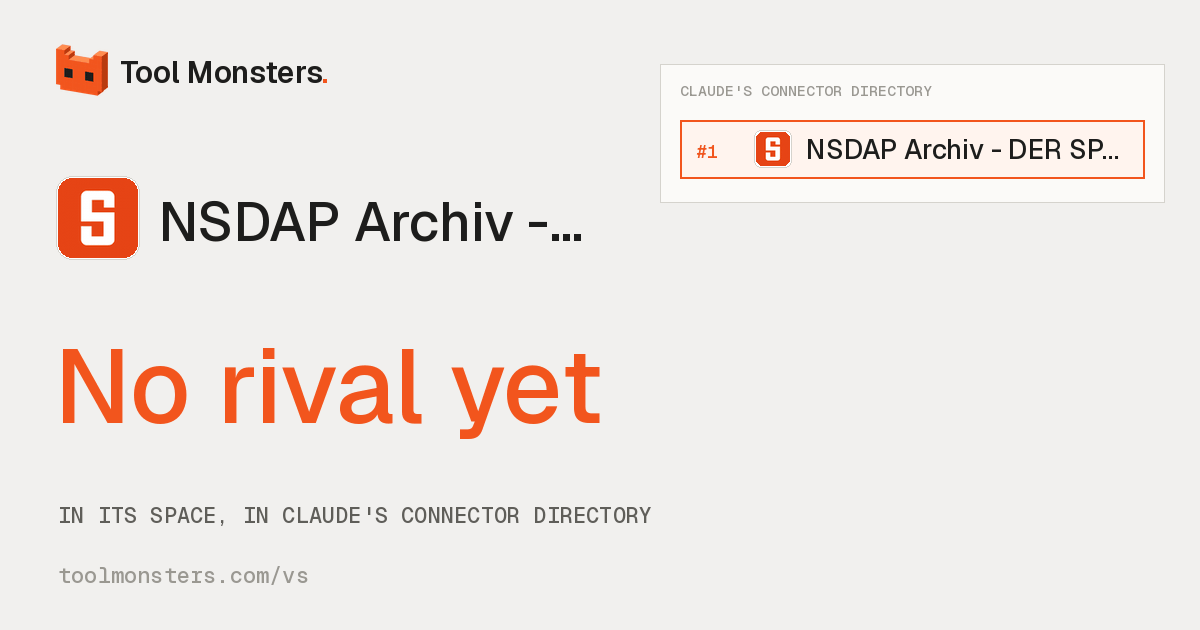 Tool Monsters.
CLAUDE'S CONNECTOR DIRECTORY
#1 NSDAP Archiv - DER SP...
NSDAP Archiv -...
No rival yet
IN ITS SPACE, IN CLAUDE'S CONNECTOR DIRECTORY
toolmonsters.com/vs